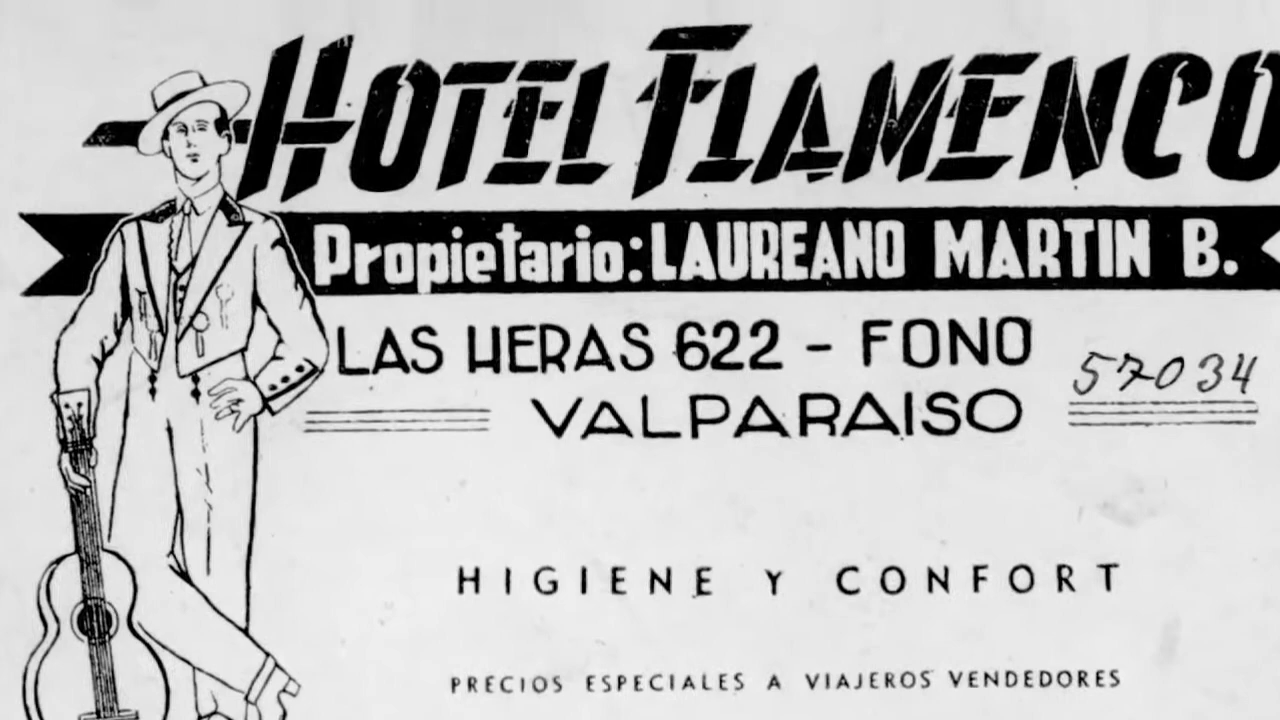 HOTEL FLAMENCO
Propietario: LAUREANO MARTIN B.
LAS HERAS 622 - FONO 57034
VALPARAISO
HIGIENE Y CONFORT
PRECIOS ESPECIALES A VIAJEROS VENDEDORES